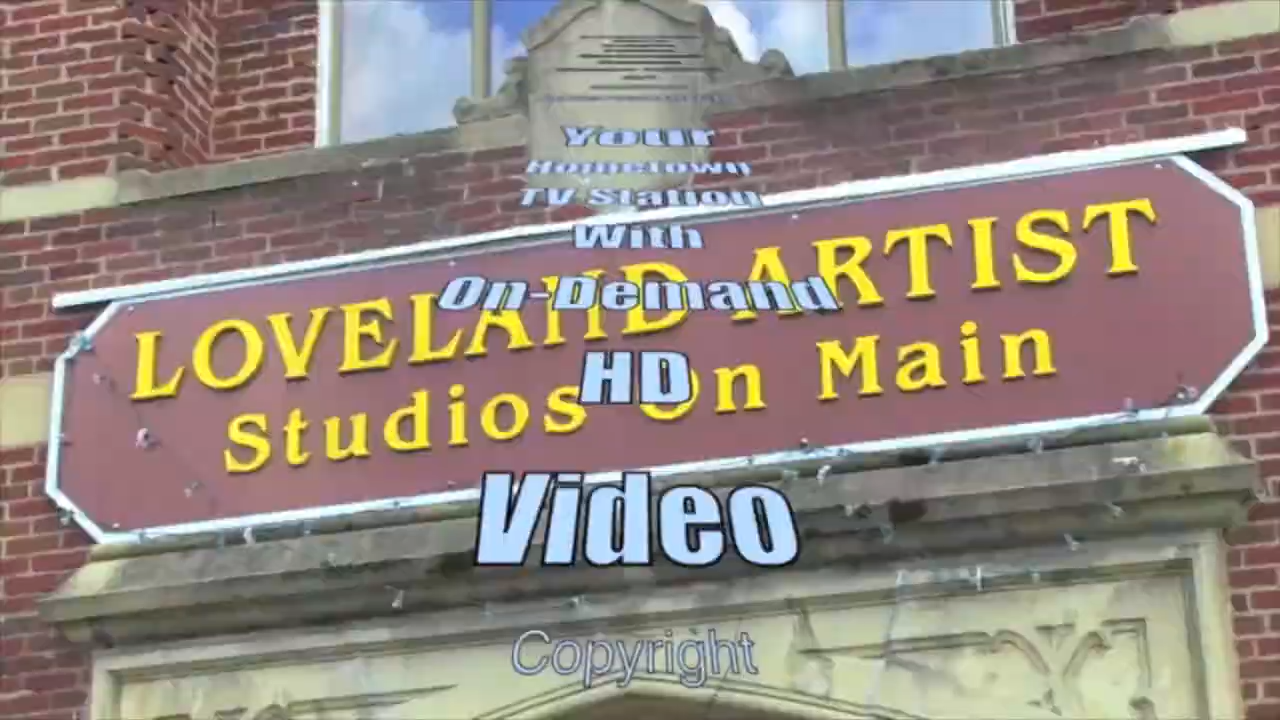 Your
Hometown
TV Station
With
On-Demand
HD
Video
LOVELAND ARTIST
Studios On Main
Copyright